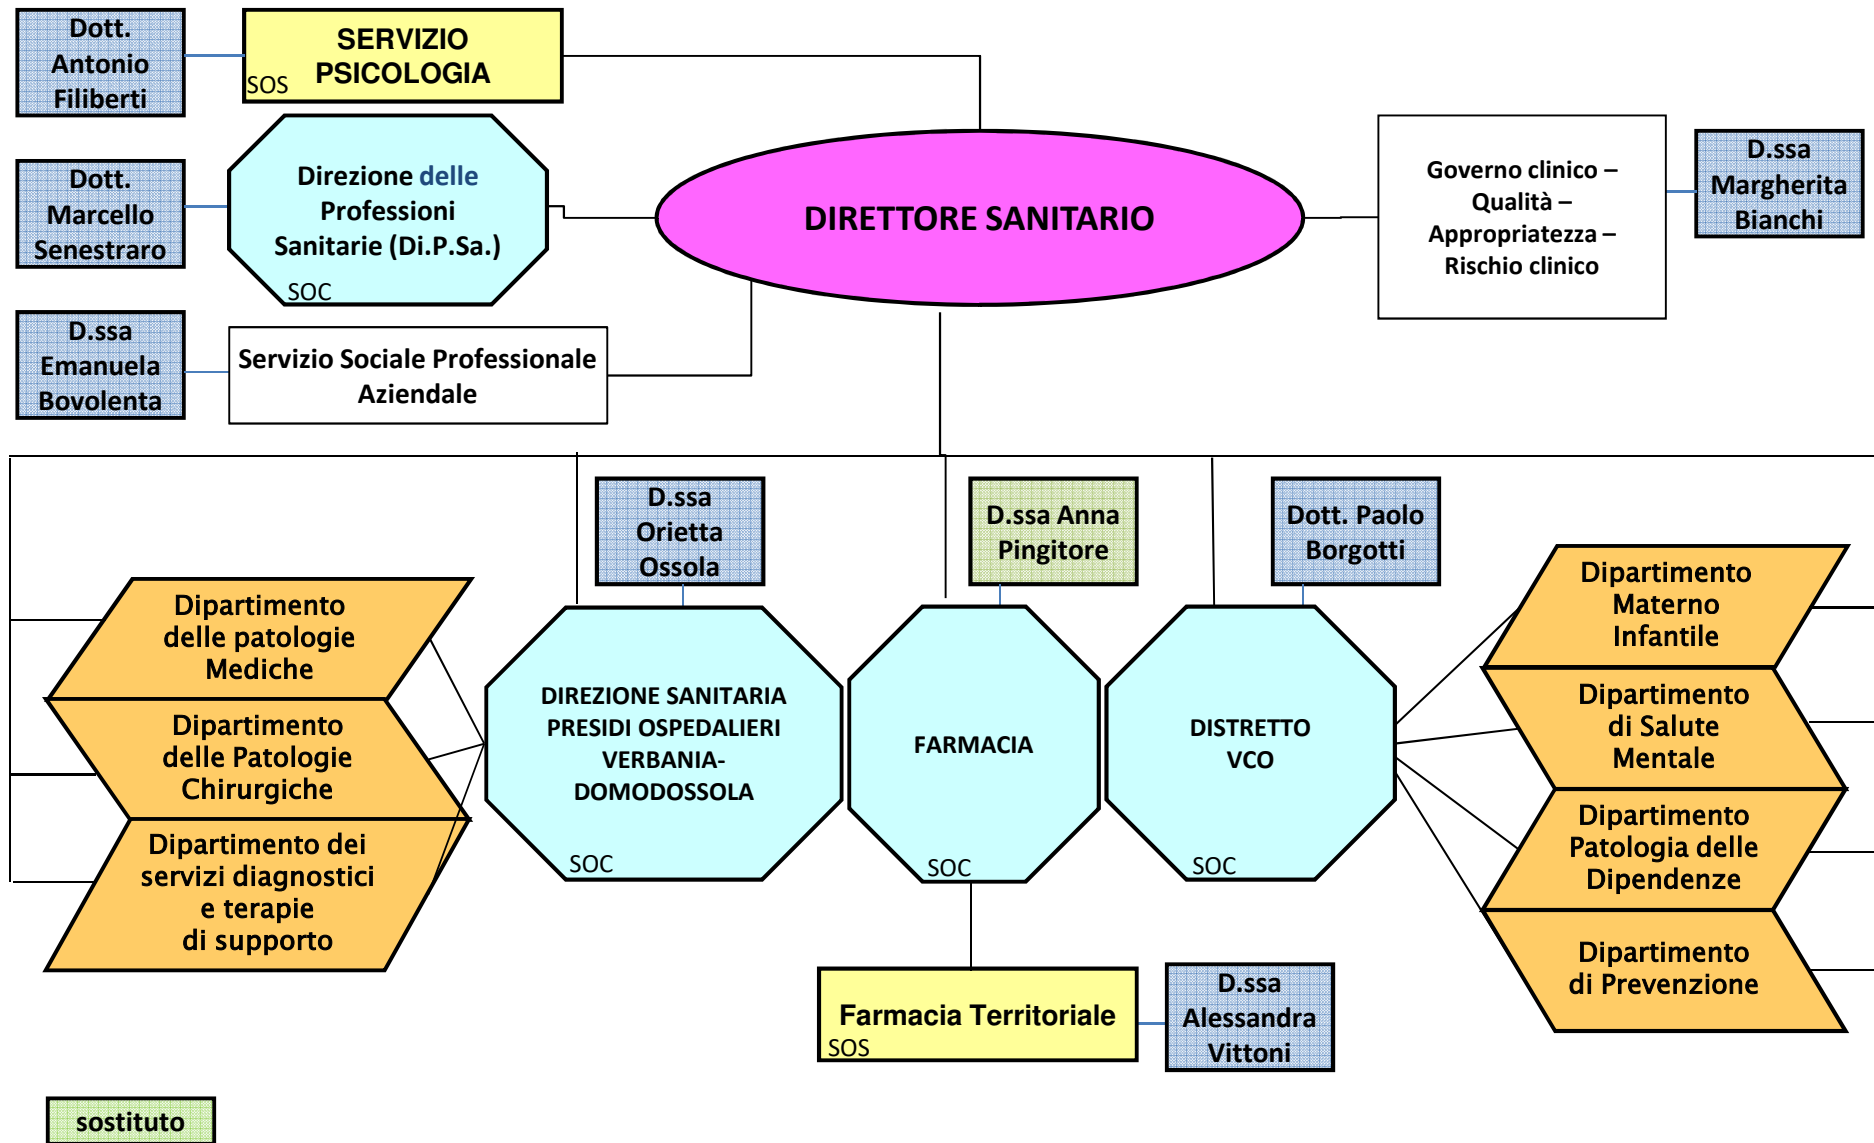 Dott.
Antonio
Filiberti
SERVIZIO
PSICOLOGIA
SOS
Dott.
Marcello
Senestraro
Direzione delle
Professioni
Sanitarie (Di.P.Sa.)
SOC
DIRETTORE SANITARIO
Governo clinico –
Qualità –
Appropriatezza –
Rischio clinico
D.ssa
Margherita
Bianchi
D.ssa
Emanuela
Bovolenta
Servizio Sociale Professionale
Aziendale
D.ssa
Orietta
Ossola
D.ssa Anna
Pingitore
Dott. Paolo
Borgotti
Dipartimento
delle patologie
Mediche
Dipartimento
delle Patologie
Chirurgiche
Dipartimento dei
servizi diagnostici
e terapie
di supporto
DIREZIONE SANITARIA
PRESIDI OSPEDALIERI
VERBANIA-
DOMODOSSOLA
SOC
FARMACIA
SOC
DISTRETTO
VCO
SOC
Dipartimento
Materno
Infantile
Dipartimento
di Salute
Mentale
Dipartimento
Patologia delle
Dipendenze
Dipartimento
di Prevenzione
Farmacia Territoriale
SOS
D.ssa
Alessandra
Vittoni
sostituto